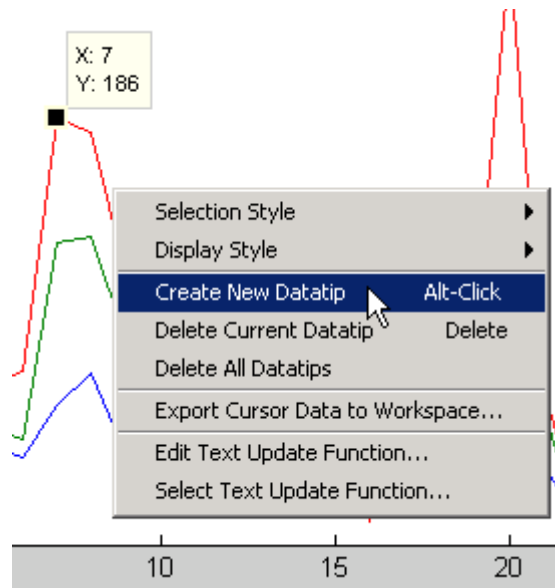 X: 7
Y: 186
Selection Style
Display Style
Create New Datatip Alt-Click
Delete Current Datatip Delete
Delete All Datatips
Export Cursor Data to Workspace...
Edit Text Update Function...
Select Text Update Function...
10 15 20